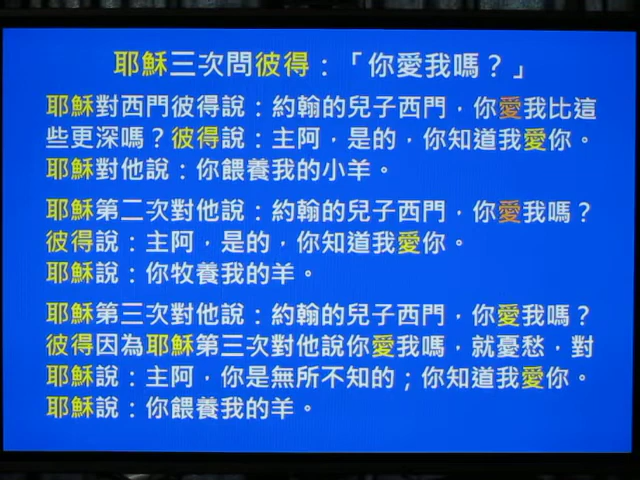 耶穌三次問彼得：「你愛我嗎？」
耶穌對西門彼得說：約翰的兒子西門，你愛我比這
些更深嗎？彼得說：主阿，是的，你知道我愛你。
耶穌對他說：你餵養我的小羊。
耶穌第二次對他說：約翰的兒子西門，你愛我嗎？
彼得說：主阿，是的，你知道我愛你。
耶穌說：你牧養我的羊。
耶穌第三次對他說：約翰的兒子西門，你愛我嗎？
彼得因為耶穌第三次對他說你愛我嗎，就憂愁，對
耶穌說：主阿，你是無所不知的；你知道我愛你。
耶穌說：你餵養我的羊。